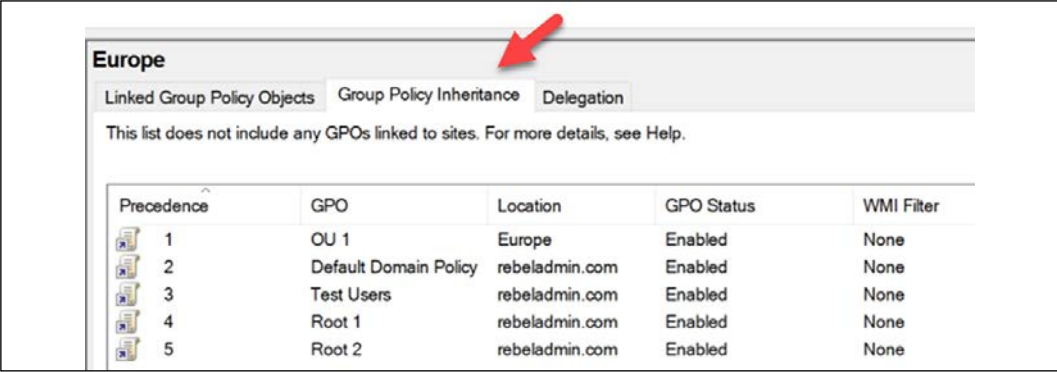 Europe
Linked Group Policy Objects Group Policy Inheritance Delegation
This list does not include any GPOs linked to sites. For more details, see Help.
Precedence GPO Location GPO Status WMI Filter
1 OU 1 Europe Enabled None
2 Default Domain Policy rebeladmin.com Enabled None
3 Test Users rebeladmin.com Enabled None
4 Root 1 rebeladmin.com Enabled None
5 Root 2 rebeladmin.com Enabled None